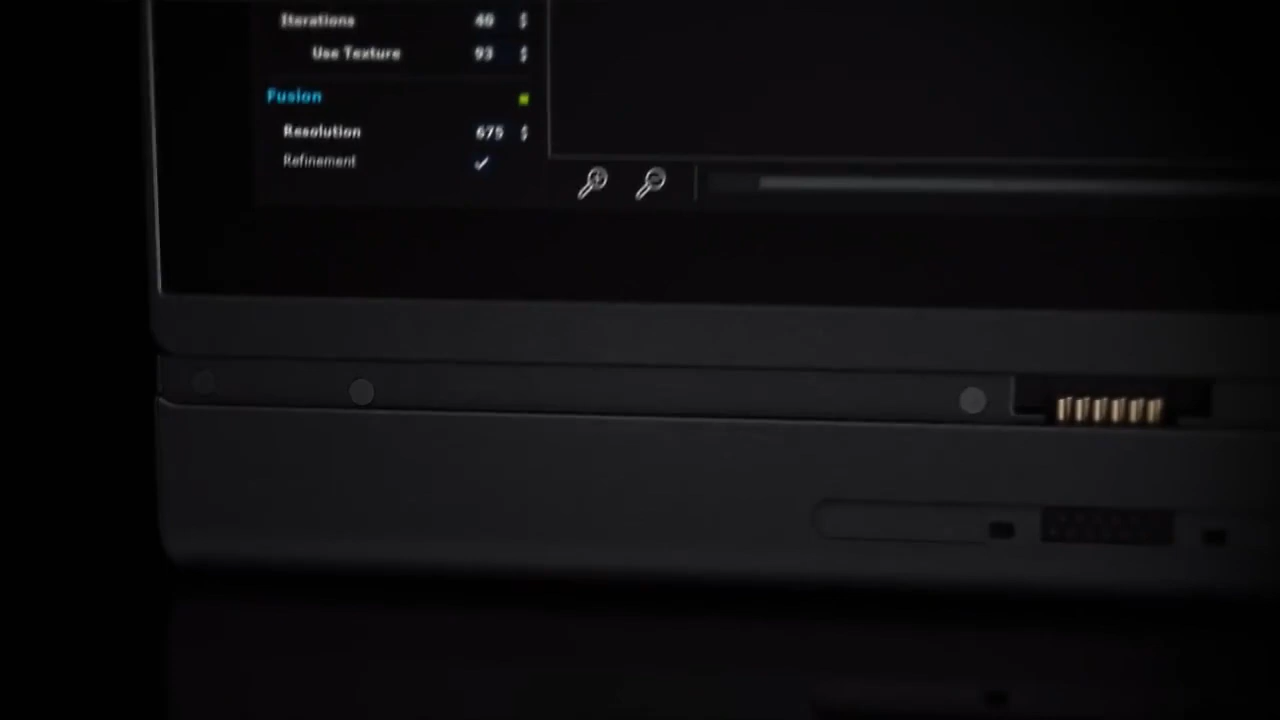 Iterations 40
Use Texture 93
Fusion
Resolution 675
Refinement